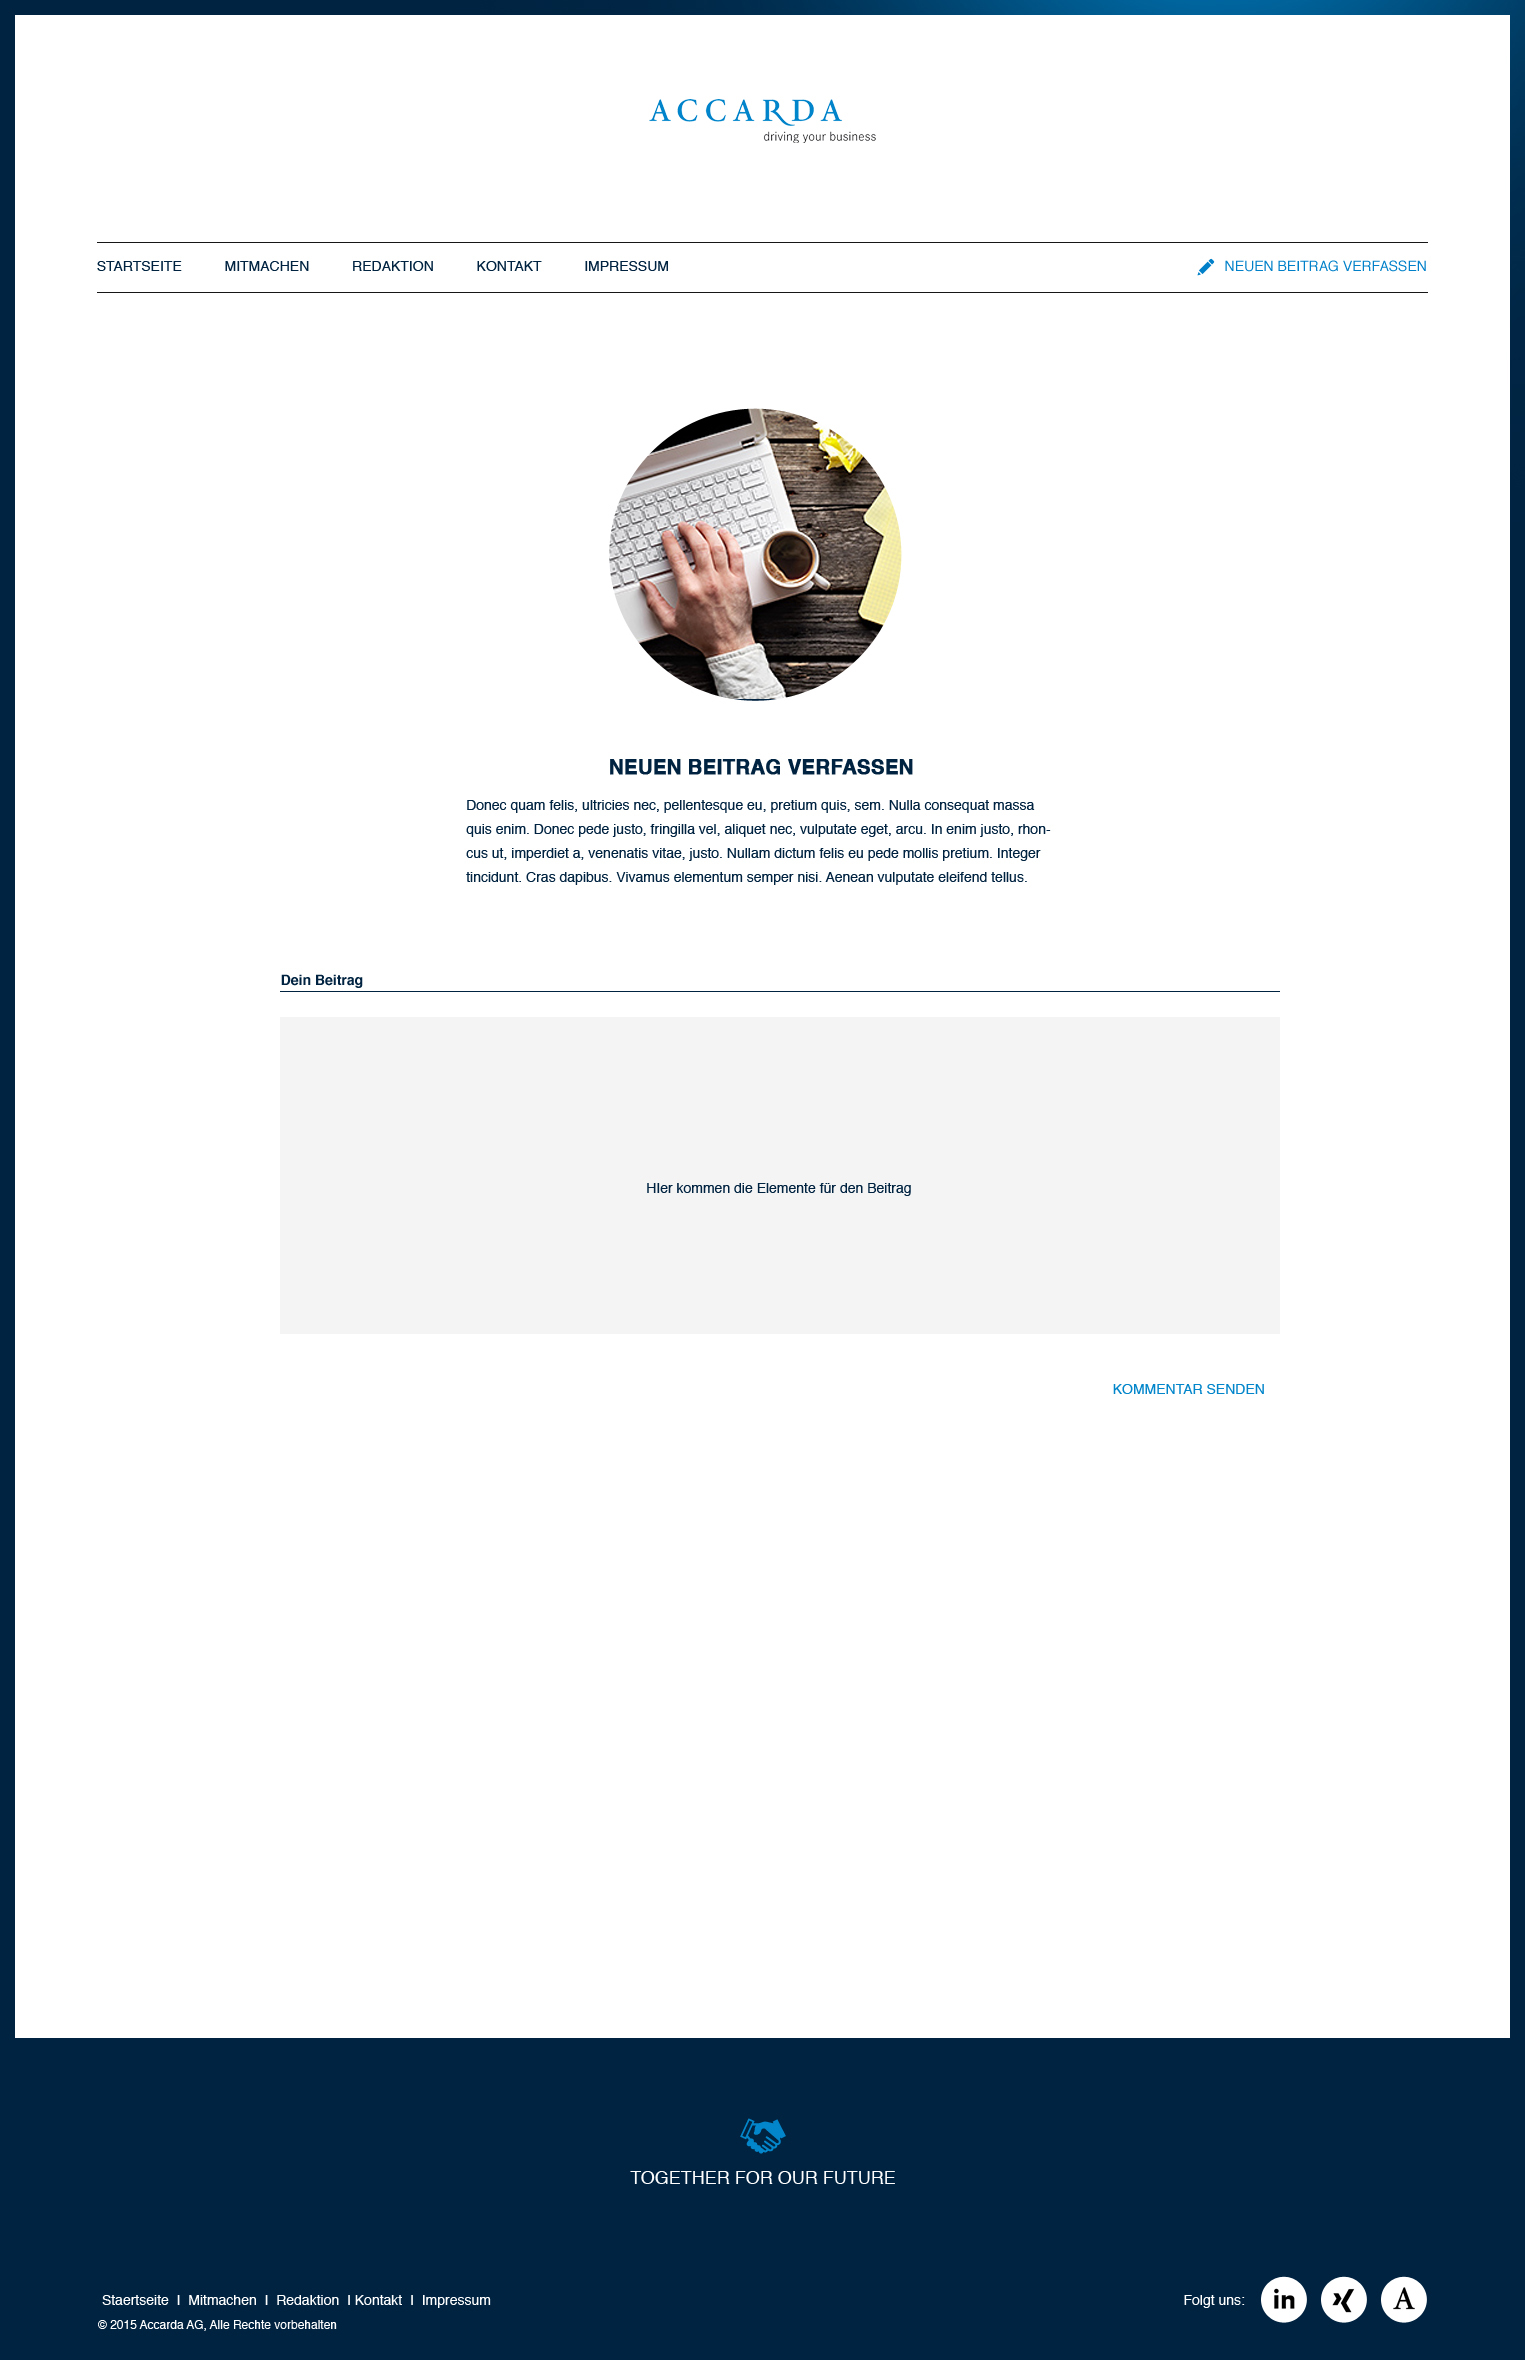 ACCARDA
driving your business
STARTSEITE MITMACHEN REDAKTION KONTAKT IMPRESSUM NEUEN BEITRAG VERFASSEN
NEUEN BEITRAG VERFASSEN
Donec quam felis, ultricies nec, pellentesque eu, pretium quis, sem. Nulla consequat massa
quis enim. Donec pede justo, fringilla vel, aliquet nec, vulputate eget, arcu. In enim justo, rhon-
cus ut, imperdiet a, venenatis vitae, justo. Nullam dictum felis eu pede mollis pretium. Integer
tincidunt. Cras dapibus. Vivamus elementum semper nisi. Aenean vulputate eleifend tellus.
Dein Beitrag
HIer kommen die Elemente für den Beitrag
KOMMENTAR SENDEN
TOGETHER FOR OUR FUTURE
Staertseite I Mitmachen I Redaktion I Kontakt I Impressum Folgt uns: in X A
© 2015 Accarda AG, Alle Rechte vorbehalten